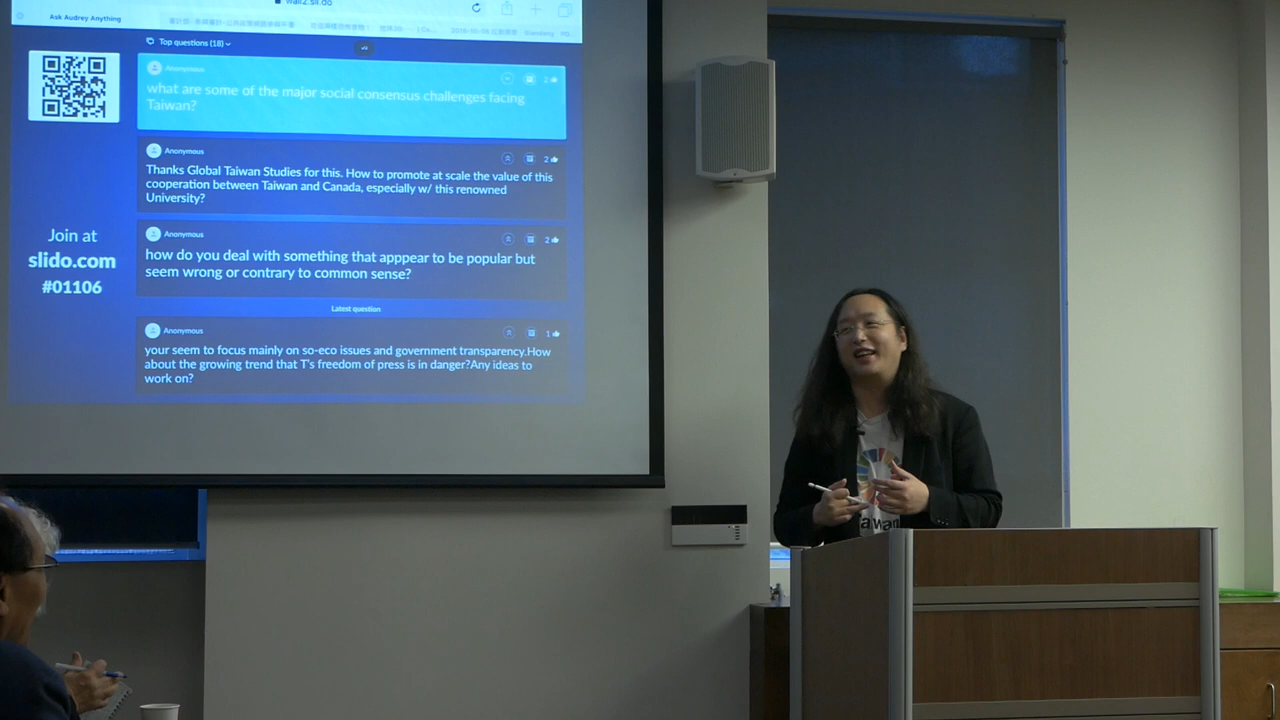 wall2.sli.do
Ask Audrey Anything
Top questions (18)
Anonymous
2
what are some of the major social consensus challenges facing
Taiwan?
Anonymous
2
Thanks Global Taiwan Studies for this. How to promote at scale the value of this
cooperation between Taiwan and Canada, especially w/ this renowned
University?
Anonymous
2
how do you deal with something that apppear to be popular but
seem wrong or contrary to common sense?
Latest question
Anonymous
1
your seem to focus mainly on so-eco issues and government transparency.How
about the growing trend that T's freedom of press is in danger?Any ideas to
work on?
Join at
slido.com
#01106